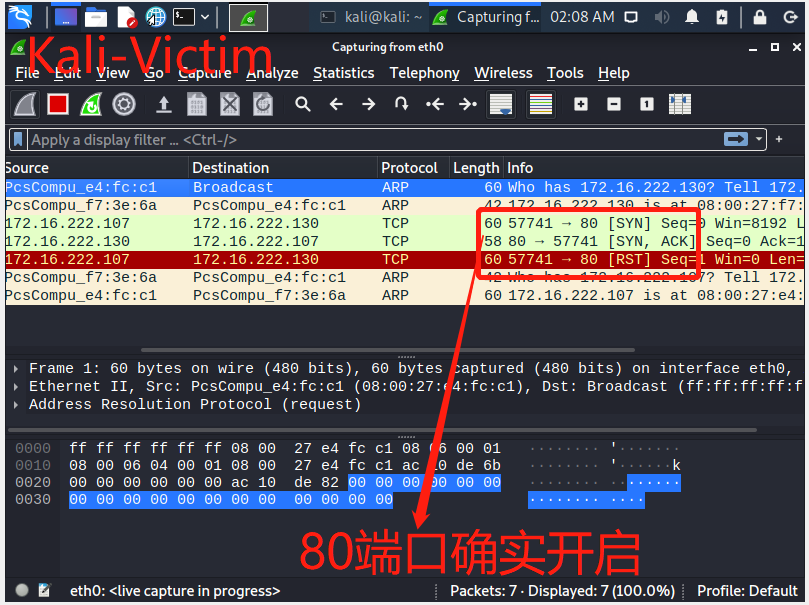 kali@kali: ~
Capturing f...
02:08 AM
Capturing from eth0
Kali-Victim
File Edit View Go Capture Analyze Statistics Telephony Wireless Tools Help
Apply a display filter ... <Ctrl-/>
Source Destination Protocol Length Info
PcsCompu_e4:fc:c1 Broadcast ARP 60 Who has 172.16.222.130? Tell 172.
PcsCompu_f7:3e:6a PcsCompu_e4:fc:c1 ARP 42 172.16.222.130 is at 08:00:27:f7:
172.16.222.107 172.16.222.130 TCP 60 57741 → 80 [SYN] Seq=0 Win=8192 L
172.16.222.130 172.16.222.107 TCP 58 80 → 57741 [SYN, ACK] Seq=0 Ack=1
172.16.222.107 172.16.222.130 TCP 60 57741 → 80 [RST] Seq=1 Win=0 Len=
PcsCompu_f7:3e:6a PcsCompu_e4:fc:c1 ARP 42 Who has 172.16.222.107? Tell 172.
PcsCompu_e4:fc:c1 PcsCompu_f7:3e:6a ARP 60 172.16.222.107 is at 08:00:27:e4:
Frame 1: 60 bytes on wire (480 bits), 60 bytes captured (480 bits) on interface eth0,
Ethernet II, Src: PcsCompu_e4:fc:c1 (08:00:27:e4:fc:c1), Dst: Broadcast (ff:ff:ff:ff:f
Address Resolution Protocol (request)
0000 ff ff ff ff ff ff 08 00 27 e4 fc c1 08 06 00 01 ········ '·······
0010 08 00 06 04 00 01 08 00 27 e4 fc c1 ac 10 de 6b ········ '······k
0020 00 00 00 00 00 00 ac 10 de 82 00 00 00 00 00 00 ········ ········
0030 00 00 00 00 00 00 00 00 00 00 00 00 ········ ····
80端口确实开启
eth0: <live capture in progress> Packets: 7 · Displayed: 7 (100.0%) Profile: Default